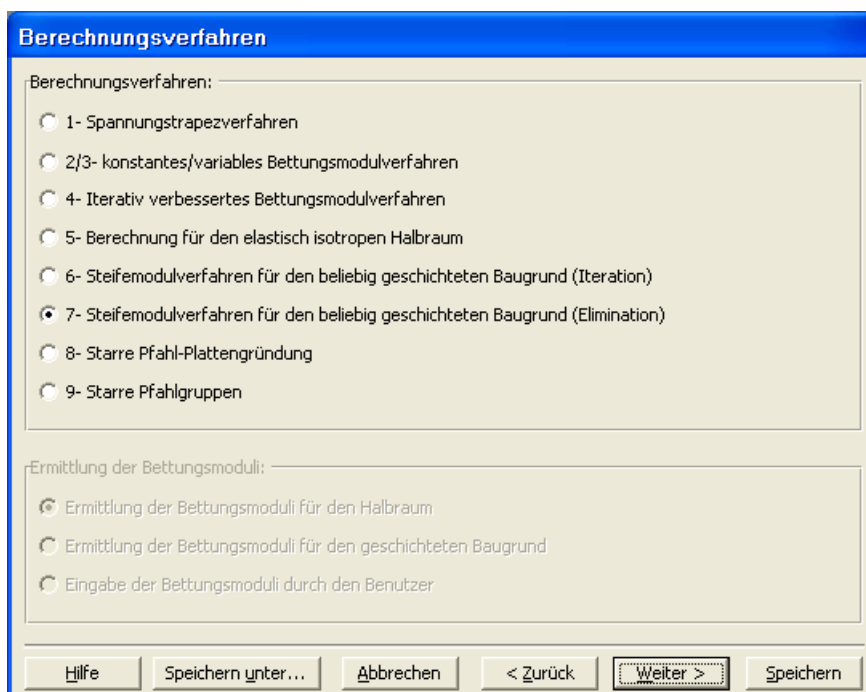 Berechnungsverfahren
Berechnungsverfahren:
1- Spannungstrapezverfahren
2/3- konstantes/variables Bettungsmodulverfahren
4- Iterativ verbessertes Bettungsmodulverfahren
5- Berechnung für den elastisch isotropen Halbraum
6- Steifemodulverfahren für den beliebig geschichteten Baugrund (Iteration)
7- Steifemodulverfahren für den beliebig geschichteten Baugrund (Elimination)
8- Starre Pfahl-Plattengründung
9- Starre Pfahlgruppen
Ermittlung der Bettungsmoduli:
Ermittlung der Bettungsmoduli für den Halbraum
Ermittlung der Bettungsmoduli für den geschichteten Baugrund
Eingabe der Bettungsmoduli durch den Benutzer
Hilfe Speichern unter... Abbrechen < Zurück Weiter > Speichern